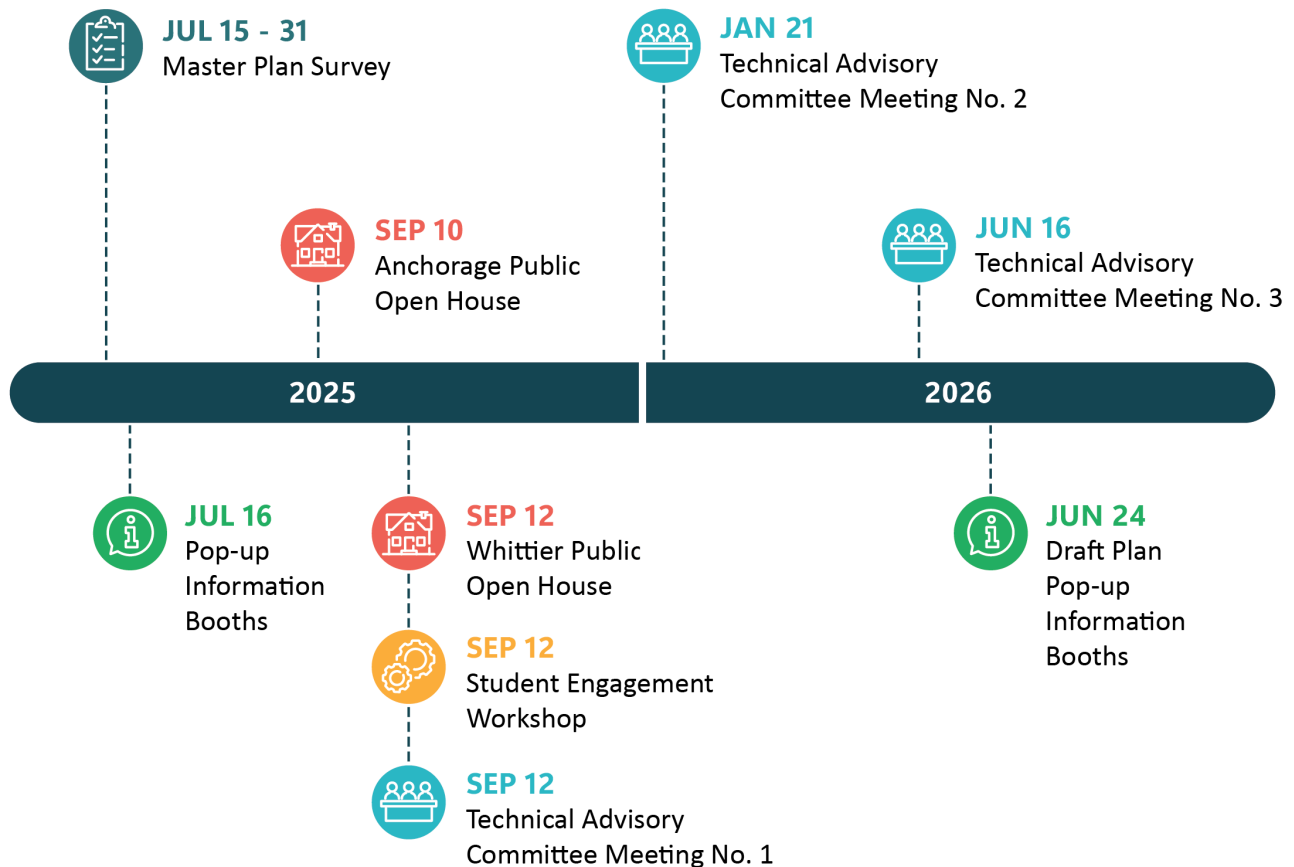 JUL 15 - 31
Master Plan Survey
JAN 21
Technical Advisory
Committee Meeting No. 2
SEP 10
Anchorage Public
Open House
JUN 16
Technical Advisory
Committee Meeting No. 3
2025
2026
JUL 16
Pop-up
Information
Booths
SEP 12
Whittier Public
Open House
SEP 12
Student Engagement
Workshop
SEP 12
Technical Advisory
Committee Meeting No. 1
JUN 24
Draft Plan
Pop-up
Information
Booths